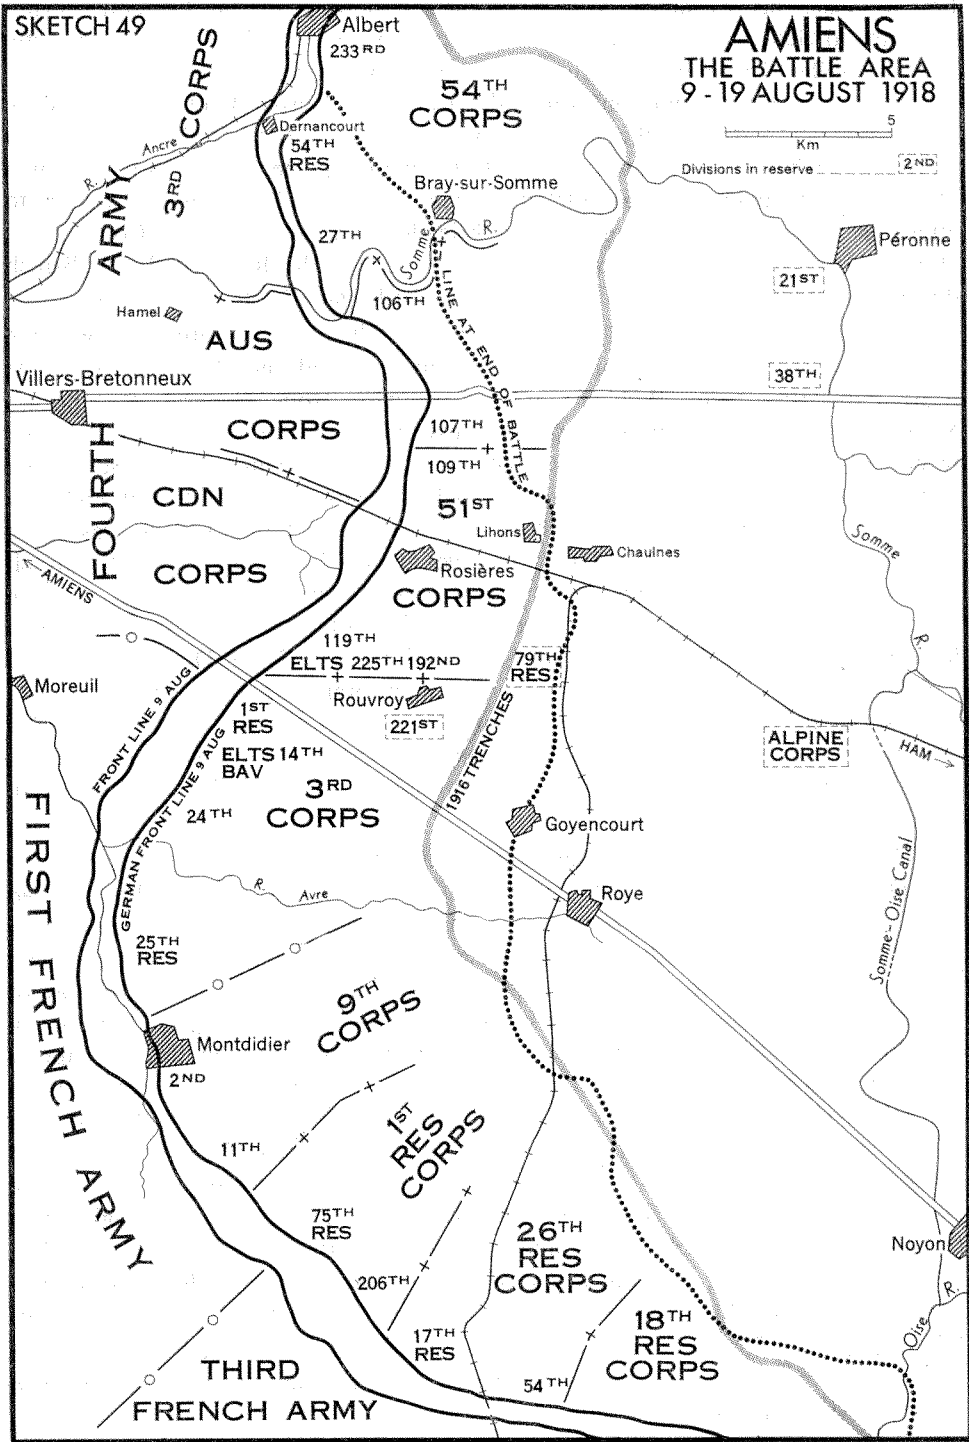 SKETCH 49
AMIENS
THE BATTLE AREA
9 - 19 AUGUST 1918
5
Km
Divisions in reserve
2ND
Albert
233RD
54TH
CORPS
3RD CORPS
Dernancourt
Ancre
R.
54TH
RES
Bray-sur-Somme
27TH
Somme R.
106TH
Péronne
21ST
Hamel
AUS
CORPS
Villers-Bretonneux
FOURTH ARMY
38TH
LINE AT END OF BATTLE
107TH
109TH
CDN
CORPS
51ST
CORPS
Lihons
Chaulnes
Rosières
AMIENS
Somme
R.
119TH
ELTS 225TH 192ND
79TH
RES
Rouvroy
221ST
Moreuil
FRONT LINE 9 AUG
GERMAN FRONT LINE 9 AUG
1ST
RES
ELTS 14TH
BAV
24TH
3RD
CORPS
1916 TRENCHES
ALPINE
CORPS
HAM
Goyencourt
Roye
R. Avre
Somme-Oise Canal
FIRST FRENCH ARMY
25TH
RES
9TH
CORPS
Montdidier
2ND
11TH
1ST
RES
CORPS
75TH
RES
206TH
26TH
RES
CORPS
Noyon
Oise R.
17TH
RES
18TH
RES
CORPS
54TH
THIRD
FRENCH ARMY